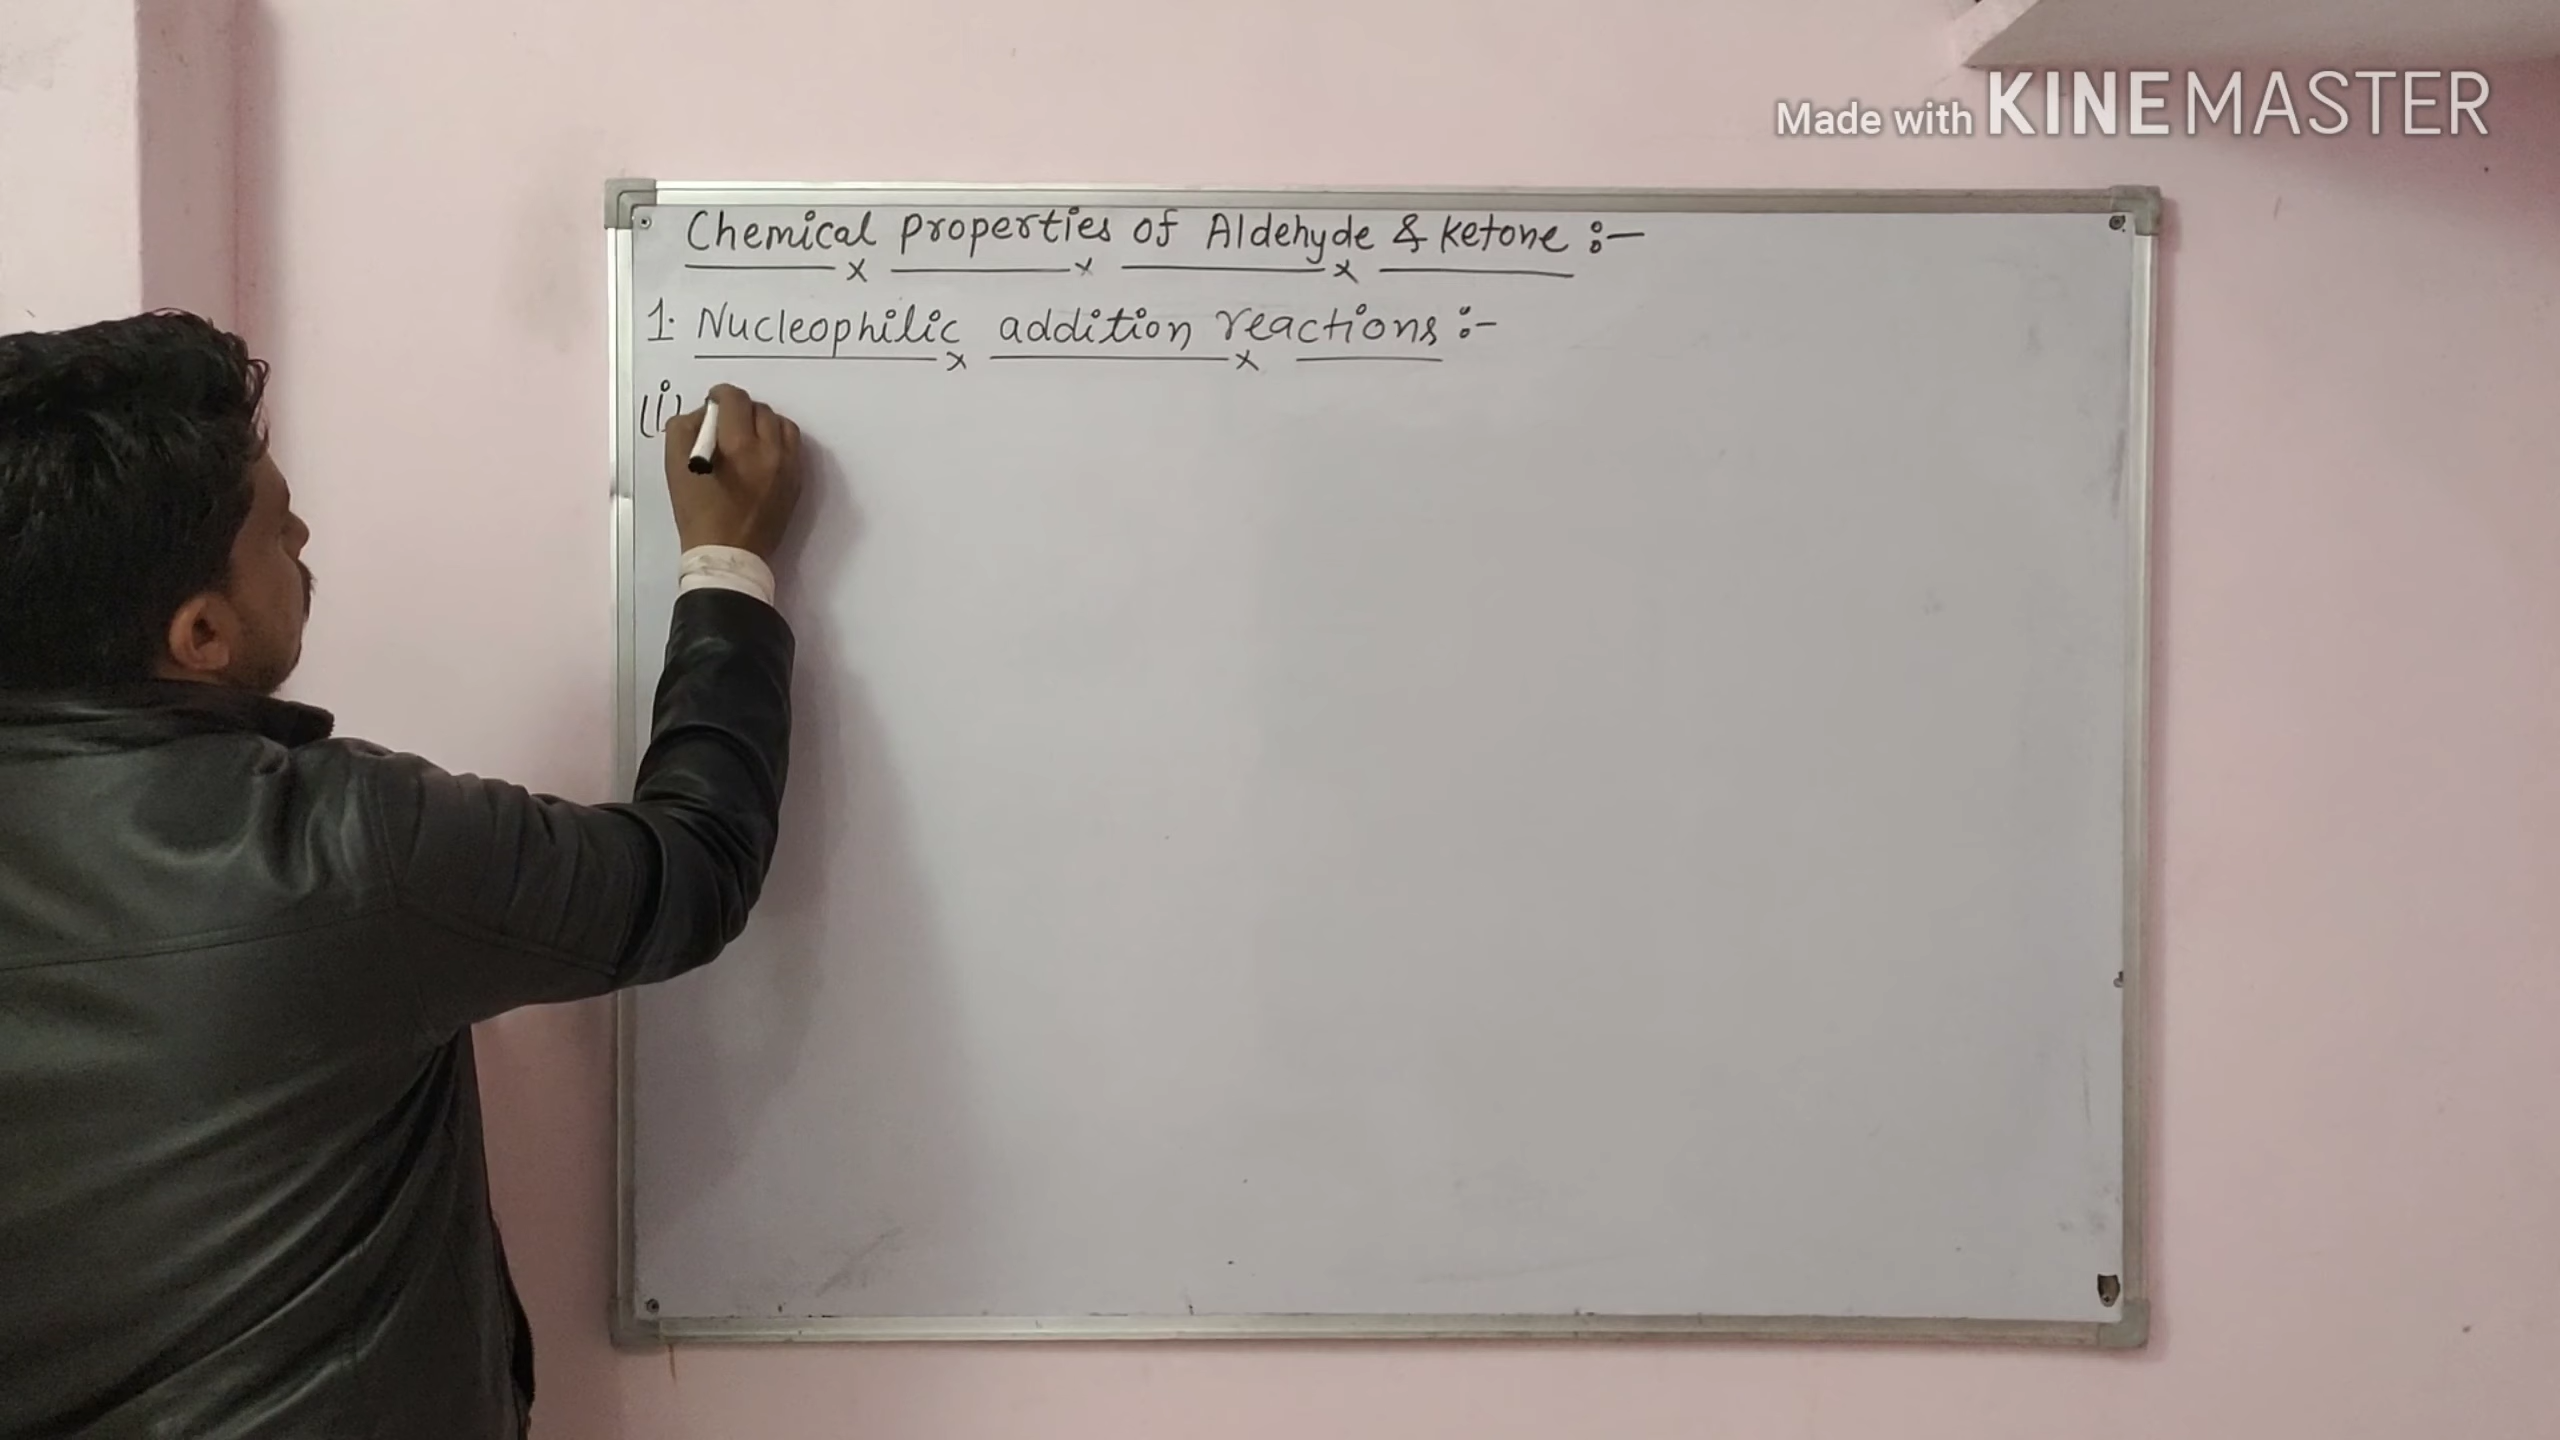 Made with KINEMASTER
Chemical properties of Aldehyde & ketone :-
1. Nucleophilic addition reactions :-
(i)